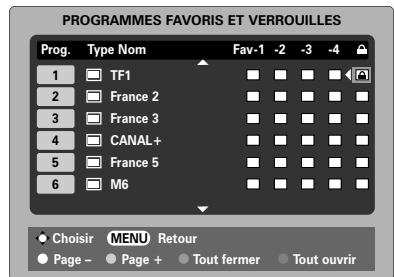 PROGRAMMES FAVORIS ET VERROUILLES
Prog. Type Nom Fav-1 -2 -3 -4
1 TF1
2 France 2
3 France 3
4 CANAL+
5 France 5
6 M6
Choisir MENU Retour
Page – Page + Tout fermer Tout ouvrir